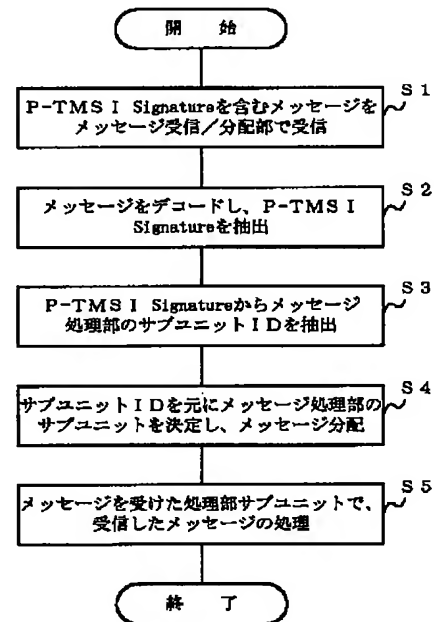 開 始
S1
P-TMSI Signatureを含むメッセージを
メッセージ受信／分配部で受信
S2
メッセージをデコードし、P-TMSI
Signatureを抽出
S3
P-TMSI Signatureからメッセージ
処理部のサブユニットIDを抽出
S4
サブユニットIDを元にメッセージ処理部の
サブユニットを決定し、メッセージ分配
S5
メッセージを受けた処理部サブユニットで、
受信したメッセージの処理
終 了